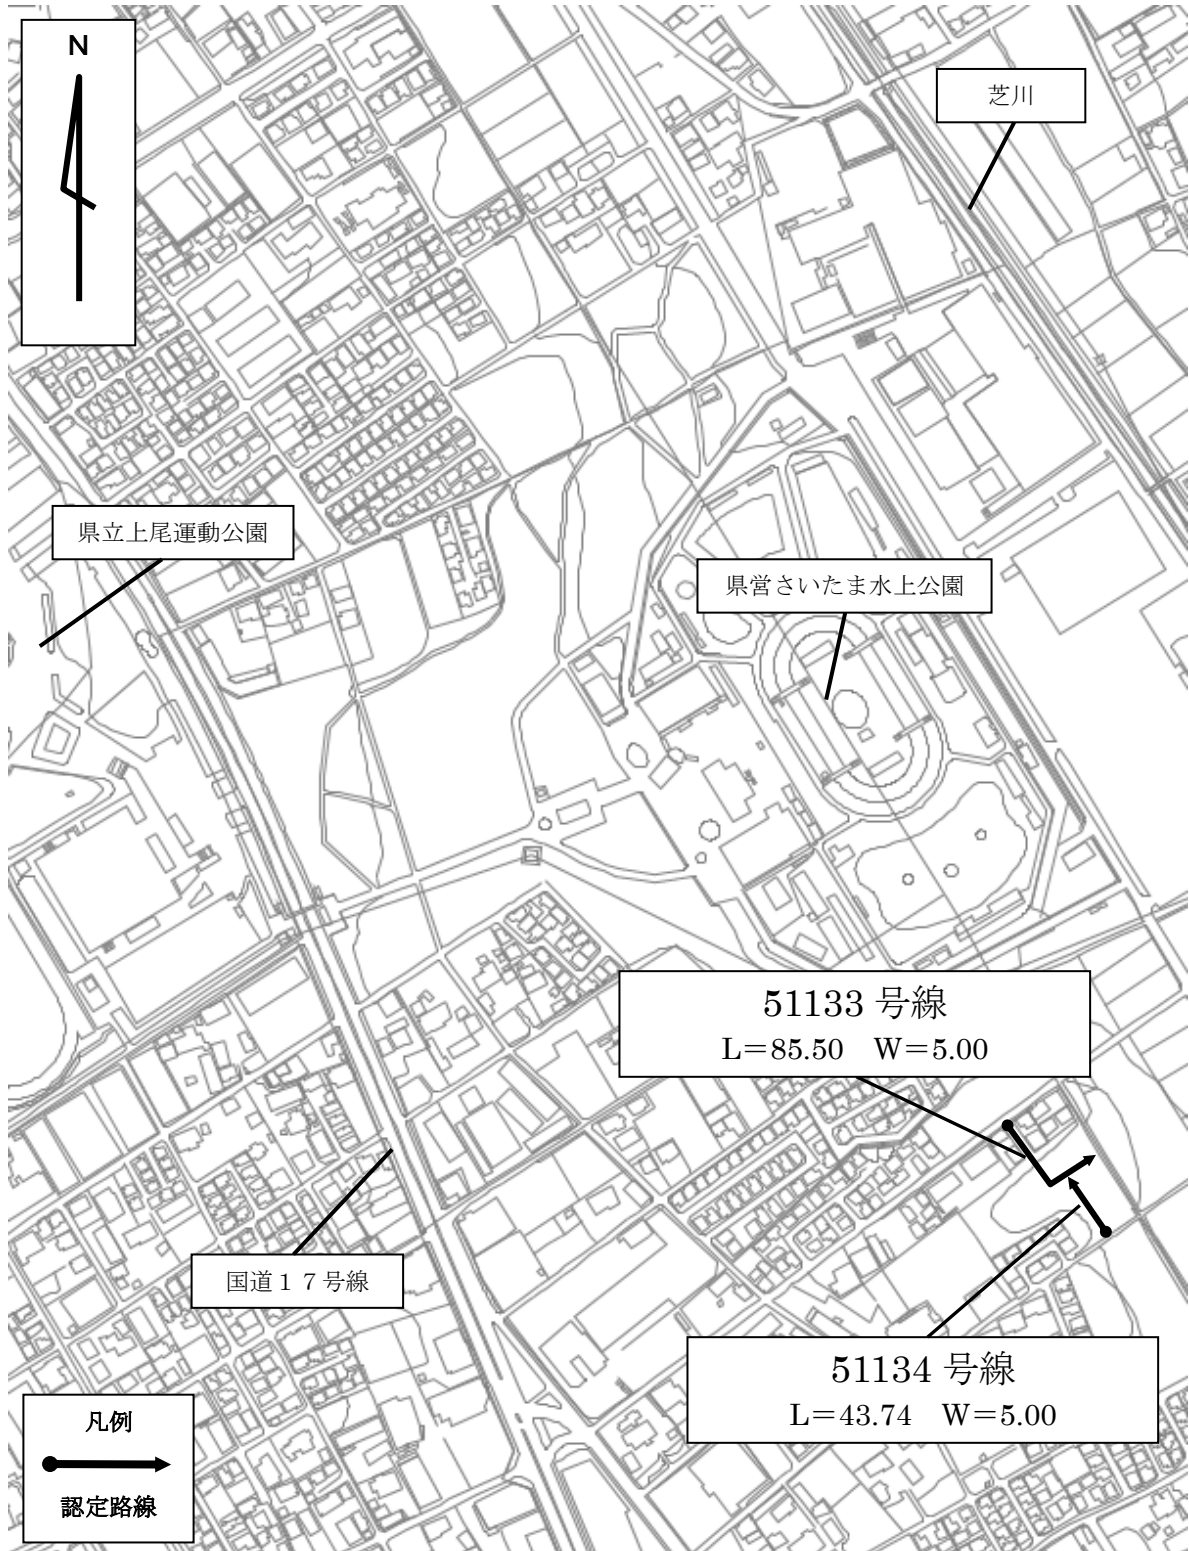 N
芝川
県立上尾運動公園
県営さいたま水上公園
51133 号線
L＝85.50　W＝5.00
国道１７号線
51134 号線
L＝43.74　W＝5.00
凡例
認定路線